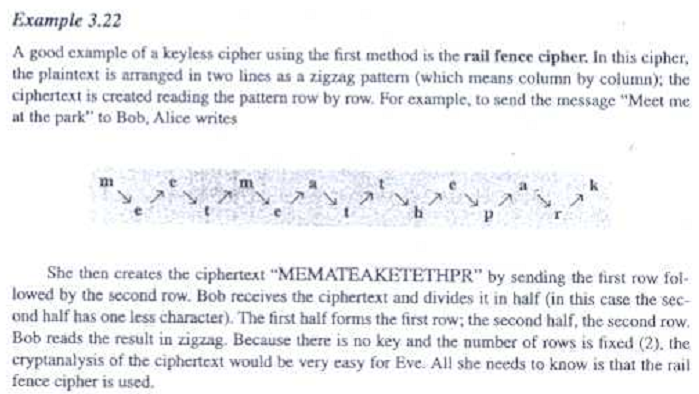 Example 3.22
A good example of a keyless cipher using the first method is the rail fence cipher. In this cipher,
the plaintext is arranged in two lines as a zigzag pattern (which means column by column); the
ciphertext is created reading the pattern row by row. For example, to send the message "Meet me
at the park" to Bob, Alice writes
m e m a t e a k
e t e t h p r
She then creates the ciphertext "MEMATEAKETETHPR" by sending the first row fol-
lowed by the second row. Bob receives the ciphertext and divides it in half (in this case the sec-
ond half has one less character). The first half forms the first row; the second half, the second row.
Bob reads the result in zigzag. Because there is no key and the number of rows is fixed (2), the
cryptanalysis of the ciphertext would be very easy for Eve. All she needs to know is that the rail
fence cipher is used.